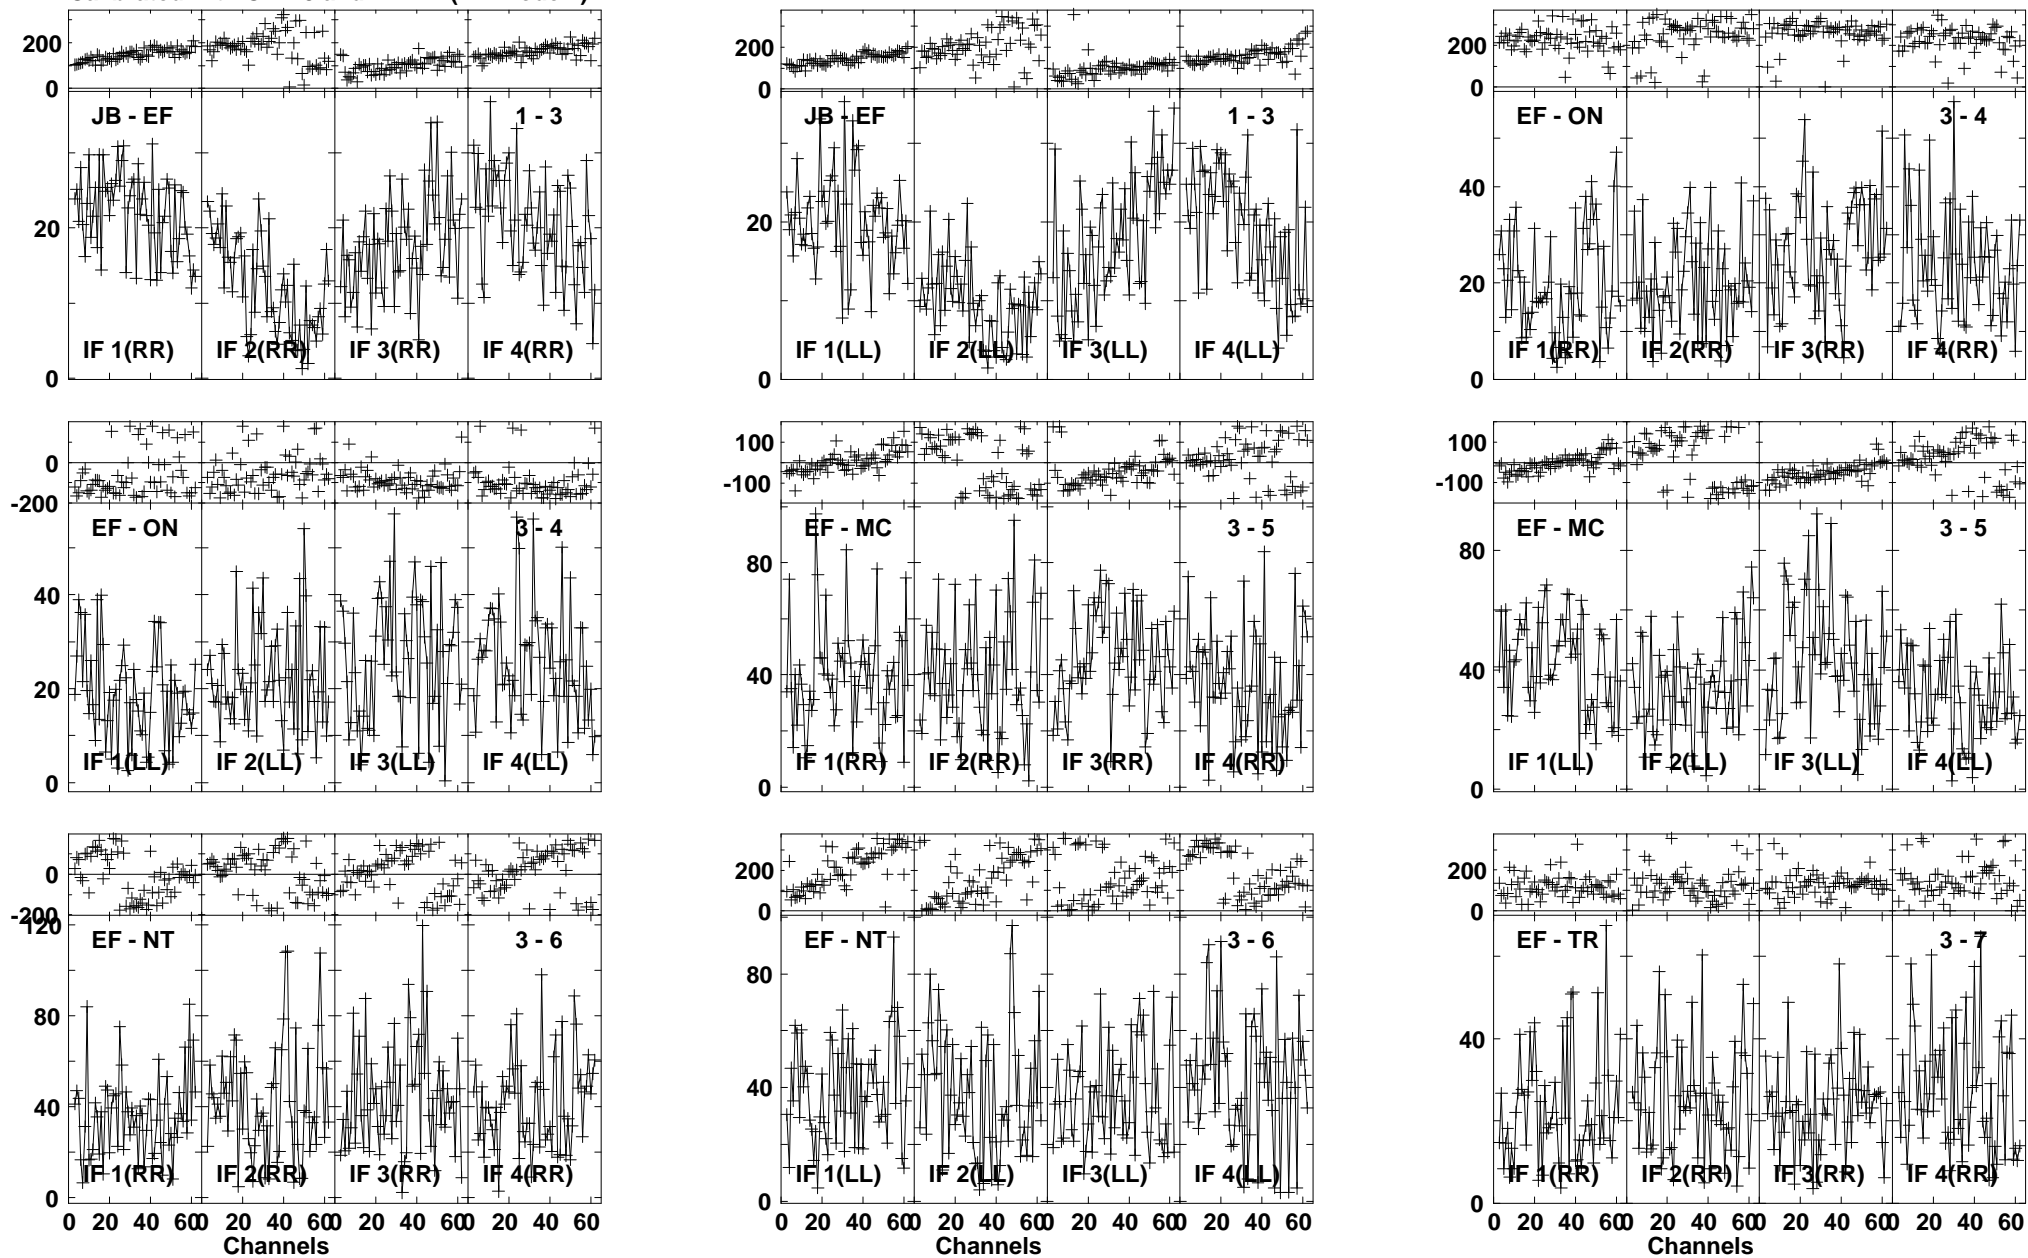 200
0
JB - EF 1 - 3
20
IF 1(RR) IF 2(RR) IF 3(RR) IF 4(RR)
0
200
0
JB - EF 1 - 3
20
IF 1(LL) IF 2(LL) IF 3(LL) IF 4(LL)
0
200
0
EF - ON 3 - 4
40
20
IF 1(RR) IF 2(RR) IF 3(RR) IF 4(RR)
0
0
-200
EF - ON 3 - 4
40
20
IF 1(LL) IF 2(LL) IF 3(LL) IF 4(LL)
0
100
-100
EF - MC 3 - 5
80
40
IF 1(RR) IF 2(RR) IF 3(RR) IF 4(RR)
0
100
-100
EF - MC 3 - 5
80
40
IF 1(LL) IF 2(LL) IF 3(LL) IF 4(LL)
0
0
-200
120
EF - NT 3 - 6
80
40
IF 1(RR) IF 2(RR) IF 3(RR) IF 4(RR)
0
0 20 40 60 0 20 40 60 0 20 40 60 0 20 40 60
Channels
200
0
EF - NT 3 - 6
80
40
IF 1(LL) IF 2(LL) IF 3(LL) IF 4(LL)
0
0 20 40 60 0 20 40 60 0 20 40 60 0 20 40 60
Channels
200
0
EF - TR 3 - 7
40
IF 1(RR) IF 2(RR) IF 3(RR) IF 4(RR)
0
0 20 40 60 0 20 40 60 0 20 40 60 0 20 40 60
Channels